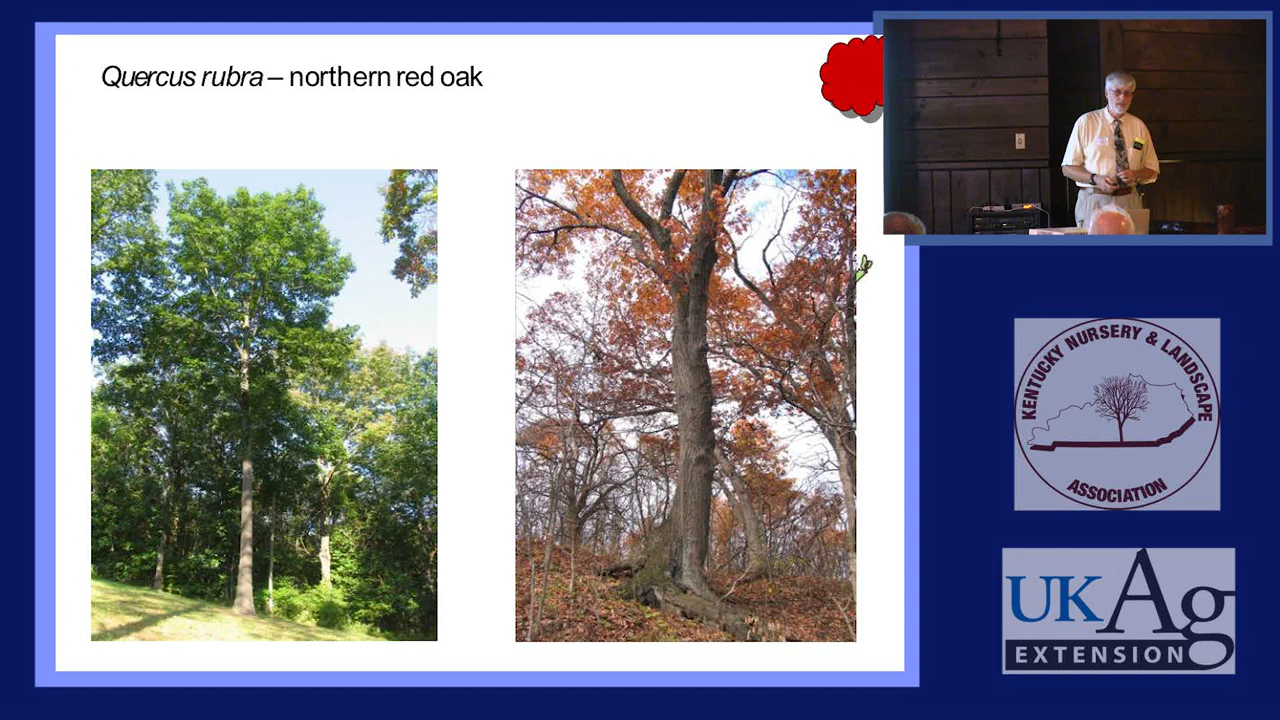 Quercus rubra – northern red oak
KENTUCKY NURSERY & LANDSCAPE
ASSOCIATION
UKAg
EXTENSION